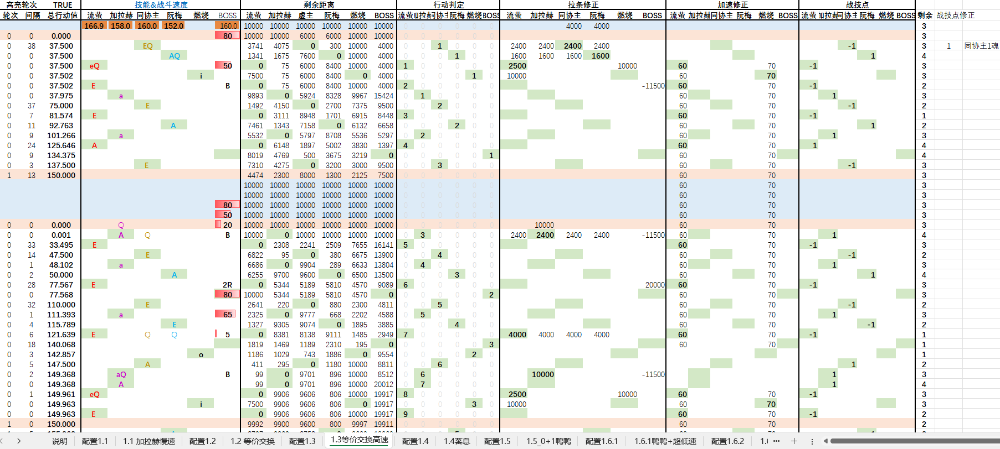 高亮轮次 TRUE 技能&战斗速度 剩余距离 行动判定 拉条修正 加速修正 战技点
轮次 间隔 总行动值 流萤 加拉赫 同协主 阮梅 燃烧 BOSS 流萤 加拉赫 虚主 阮梅 燃烧 BOSS 流萤 加拉赫 同协主 阮梅 燃烧 BOSS 流萤 加拉赫 同协主 阮梅 燃烧 BOSS 流萤 加拉赫 同协主 阮梅 燃烧 BOSS 流萤 加拉赫 同协主 阮梅 燃烧 BOSS 剩余 战技点修正
166.9 158.0 160.0 152.0 160.0 10000 10000 10000 10000 10000 10000 0 0 0 0 0 0 4000 4000 3
0 0 0.000 80 10000 10000 6000 6000 10000 10000 0 0 0 0 0 0 3
0 38 37.500 EQ 3741 4075 0 300 10000 4000 0 0 1 0 0 0 2400 2400 2400 2400 -1 3 1 同协主1魂
0 0 37.500 AQ 1341 1675 7600 0 10000 4000 0 0 0 1 0 0 1600 1600 1600 1600 1 4
0 0 37.500 eQ 50 0 75 6000 8400 10000 4000 1 0 0 0 0 0 2500 10000 60 70 -1 3
0 0 37.502 i 7500 75 6000 8400 0 4000 0 0 0 0 1 0 10000 60 70 3
0 0 37.502 E B 0 75 6000 8400 10000 4000 2 0 0 0 0 0 -11500 60 70 -1 2
0 0 37.975 a 9893 0 5924 8328 9967 15424 0 1 0 0 0 0 60 70 1 3
0 37 75.000 E 1492 4150 0 2700 7375 9500 0 0 2 0 0 0 60 70 -1 2
0 7 81.574 E 0 3111 8948 1701 6915 8448 3 0 0 0 0 0 60 70 -1 1
0 11 92.763 A 7461 1343 7158 0 6132 6658 0 0 0 2 0 0 60 70 1 2
0 9 101.266 a 5532 0 5797 8708 5536 5297 0 2 0 0 0 0 60 70 1 3
0 24 125.646 A 0 6148 1897 5002 3830 1397 4 0 0 0 0 0 60 70 1 4
0 9 134.375 8019 4769 500 3675 3219 0 0 0 0 0 0 1 60 70 4
0 3 137.500 E 7310 4275 0 3200 3000 9500 0 0 3 0 0 0 60 70 -1 3
1 13 150.000 4474 2300 8000 1300 2125 7500 0 0 0 0 0 0 60 70 3
10000 10000 10000 10000 10000 10000 0 0 0 0 0 0 60 70 3
10000 10000 10000 10000 10000 10000 0 0 0 0 0 0 60 70 3
80 10000 10000 10000 10000 10000 10000 0 0 0 0 0 0 60 70 3
50 10000 10000 10000 10000 10000 10000 0 0 0 0 0 0 60 70 3
0 0 0.000 Q 20 10000 10000 10000 10000 10000 10000 0 0 0 0 0 0 10000 60 70 3
0 0 0.001 A Q B 10000 0 10000 10000 10000 10000 0 3 0 0 0 0 2400 2400 2400 2400 -11500 60 70 1 4
0 33 33.495 E 0 2308 2241 2509 7655 16141 5 0 0 0 0 0 60 70 -1 3
0 14 47.500 E 6822 95 0 380 6675 13900 0 0 4 0 0 0 60 70 -1 2
0 1 48.102 a 6686 0 9904 289 6633 13804 0 4 0 0 0 0 60 70 1 3
0 2 50.000 A 6255 9700 9600 0 6500 13500 0 0 0 3 0 0 60 70 1 4
0 28 77.567 E 2R 0 5344 5189 5810 4570 9089 6 0 0 0 0 0 20000 60 70 -1 3
0 0 77.568 80 10000 5344 5189 5810 4570 0 0 0 0 0 0 2 60 70 3
0 32 110.000 E 2641 220 0 880 2300 4811 0 0 5 0 0 0 60 70 -1 2
0 1 111.393 a 65 2325 0 9777 668 2202 4588 0 5 0 0 0 0 60 70 1 3
0 4 115.789 E 1327 9305 9074 0 1895 3885 0 0 0 4 0 0 60 70 -1 2
0 6 121.639 E Q Q 5 0 8381 8138 9111 1485 2949 7 0 0 0 0 0 4000 4000 4000 4000 60 70 -1 1
0 18 140.068 1819 1469 1189 2310 195 0 0 0 0 0 0 3 60 70 1
0 3 142.857 o 1186 1029 743 1886 0 9554 0 0 0 0 2 0 1
0 5 147.500 A 411 295 0 1180 10000 8811 0 0 6 0 0 0 1 2
0 2 149.368 aQ B 99 0 9701 896 10000 8512 0 6 0 0 0 0 10000 -11500 1 3
0 0 149.368 A 99 0 9701 896 10000 20012 0 7 0 0 0 0 1 4
0 1 149.961 eQ 0 9906 9606 806 10000 19917 8 0 0 0 0 0 2500 10000 60 70 -1 3
0 0 149.963 i 7500 9906 9606 806 0 19917 0 0 0 0 3 0 10000 60 70 3
0 0 149.963 E 0 9906 9606 806 10000 19917 9 0 0 0 0 0 60 70 -1 2
1 0 150.000 9992 9900 9600 800 9997 19911 0 0 0 0 0 0 60 70 2
说明 配置1.1 1.1 加拉赫慢速 配置1.2 1.2 等价交换 配置1.3 1.3等价交换高速 配置1.4 1.4蕃息 配置1.5 1.5_0+1鸭鸭 配置1.6.1 1.6.1鸭鸭+超低速 配置1.6.2